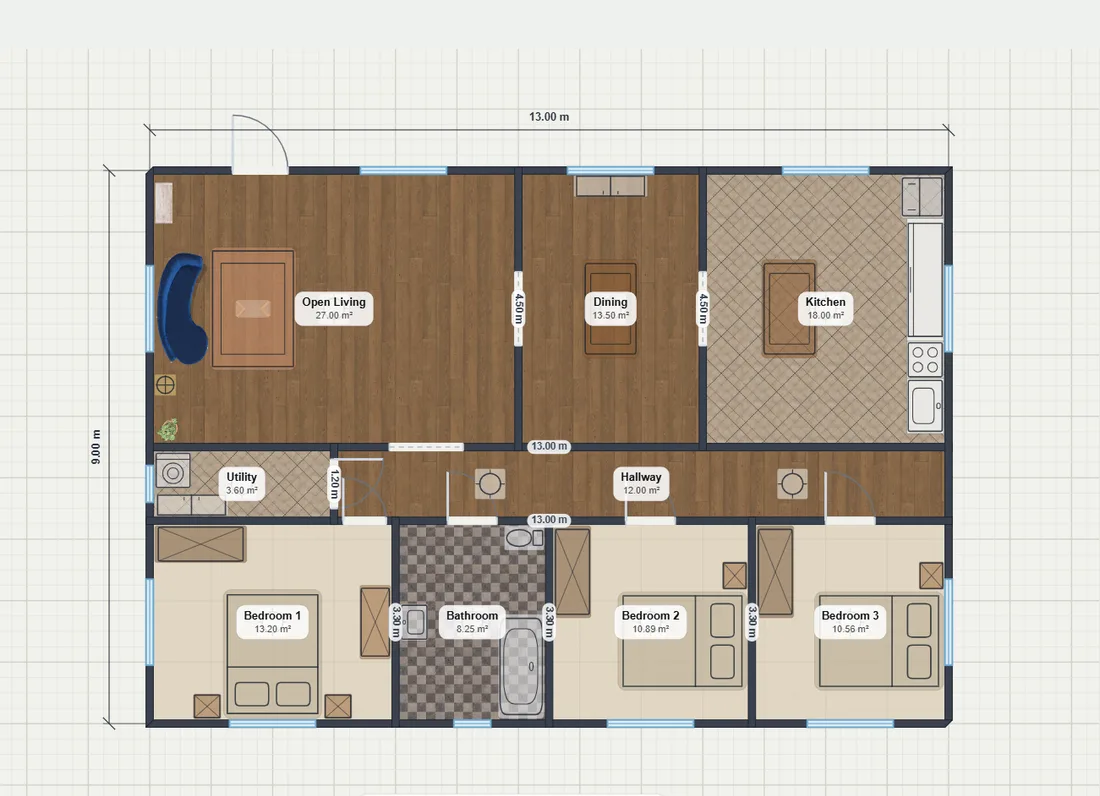 13.00 m
9.00 m
Open Living
27.00 m²
4.50 m
Dining
13.50 m²
4.50 m
Kitchen
18.00 m²
13.00 m
Utility
3.60 m²
1.20 m
Hallway
12.00 m²
13.00 m
Bedroom 1
13.20 m²
3.30 m
Bathroom
8.25 m²
3.30 m
Bedroom 2
10.89 m²
3.30 m
Bedroom 3
10.56 m²